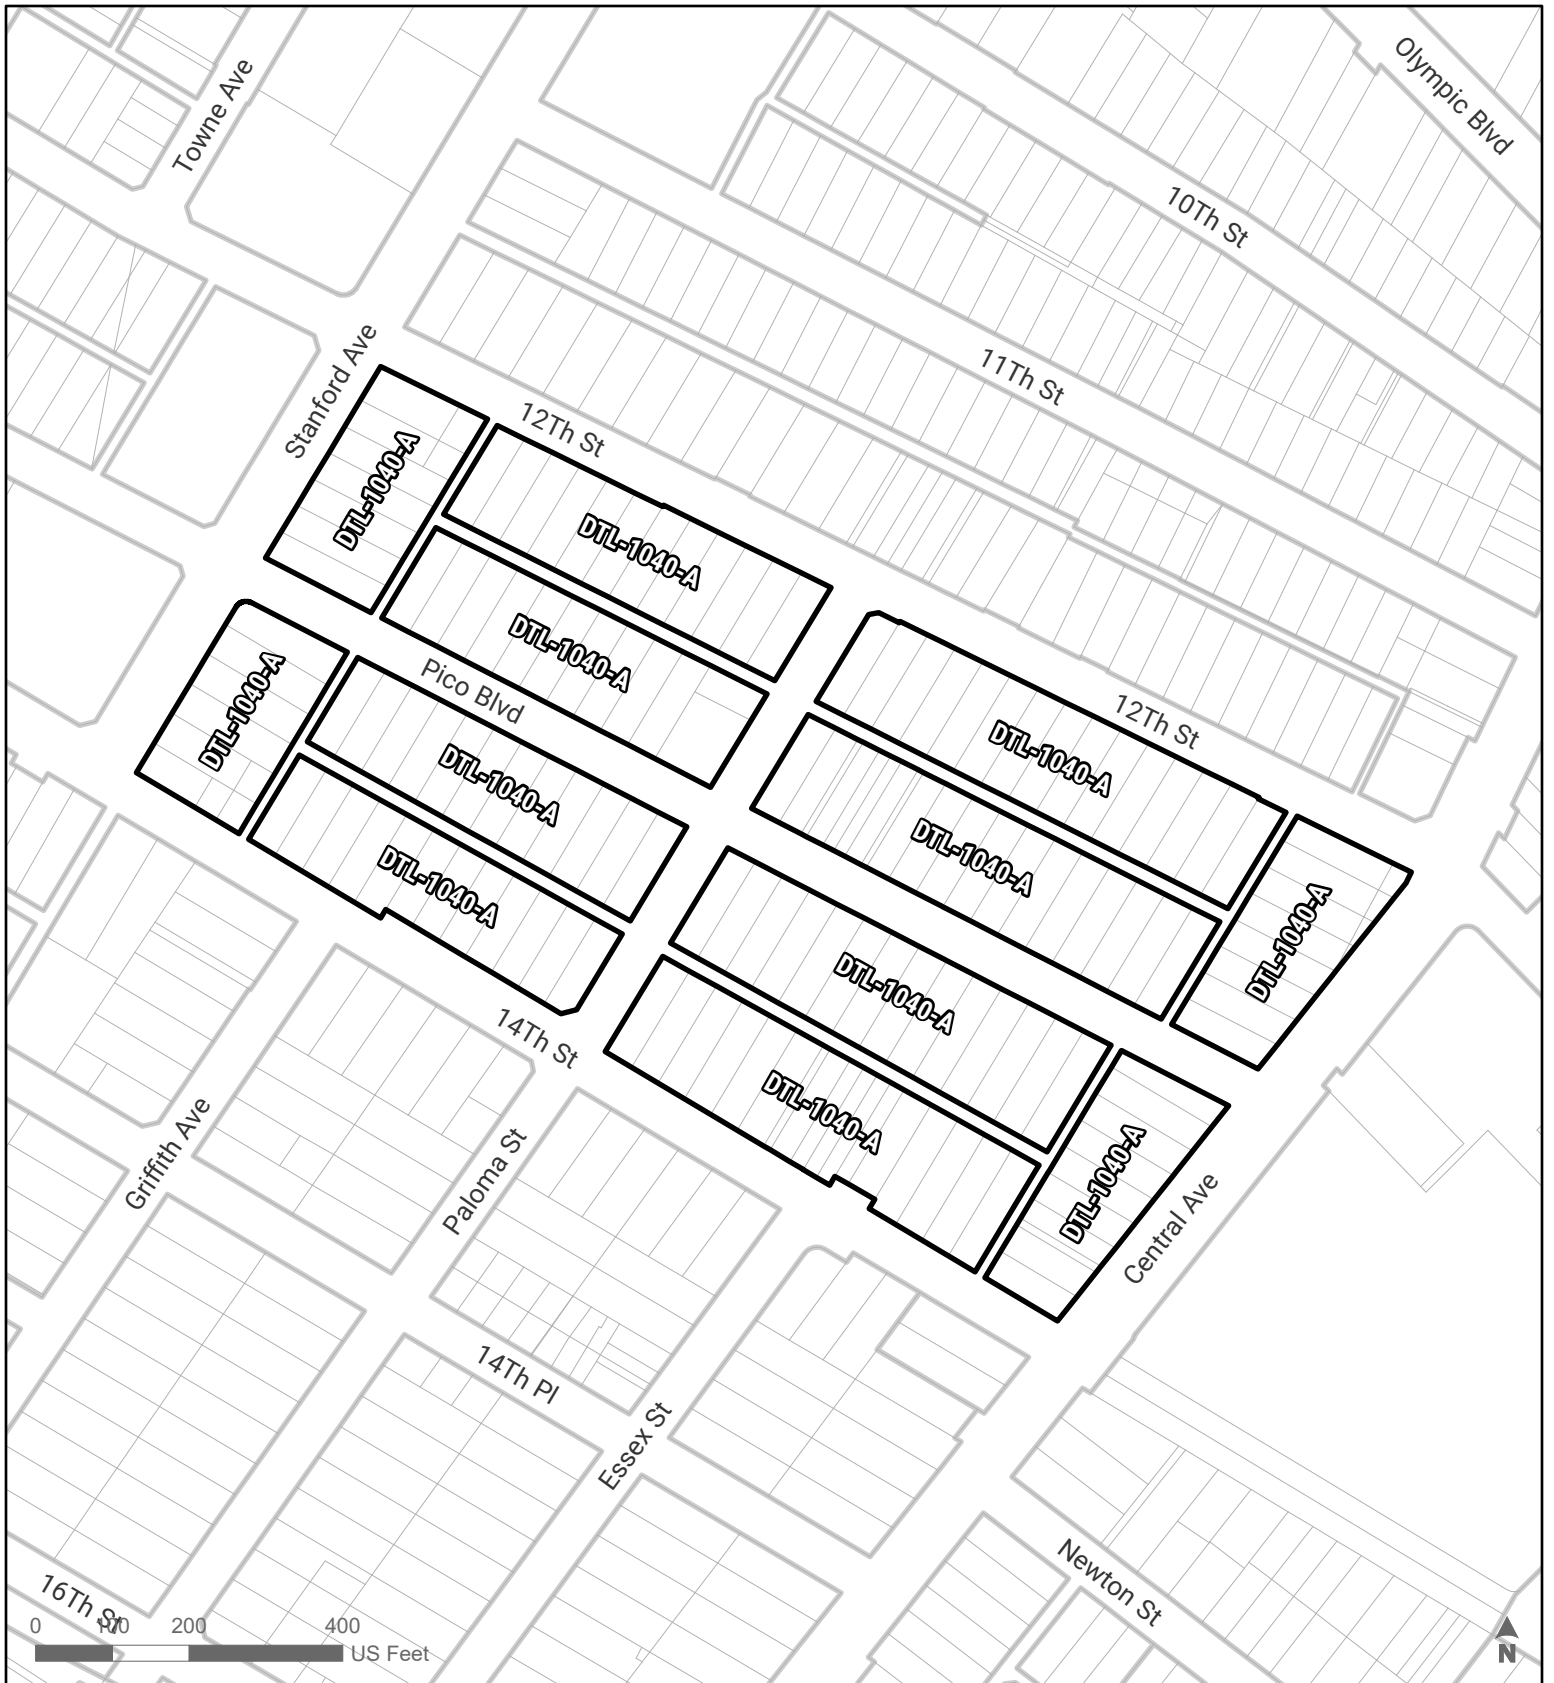 Olympic Blvd
Towne Ave
10Th St
11Th St
Stanford Ave
12Th St
DTL-1040-A
DTL-1040-A
DTL-1040-A
DTL-1040-A
Pico Blvd
12Th St
DTL-1040-A
DTL-1040-A
DTL-1040-A
DTL-1040-A
DTL-1040-A
DTL-1040-A
14Th St
DTL-1040-A
DTL-1040-A
Griffith Ave
Paloma St
Central Ave
14Th Pl
Essex St
Newton St
16Th St
0 100 200 400
US Feet
N